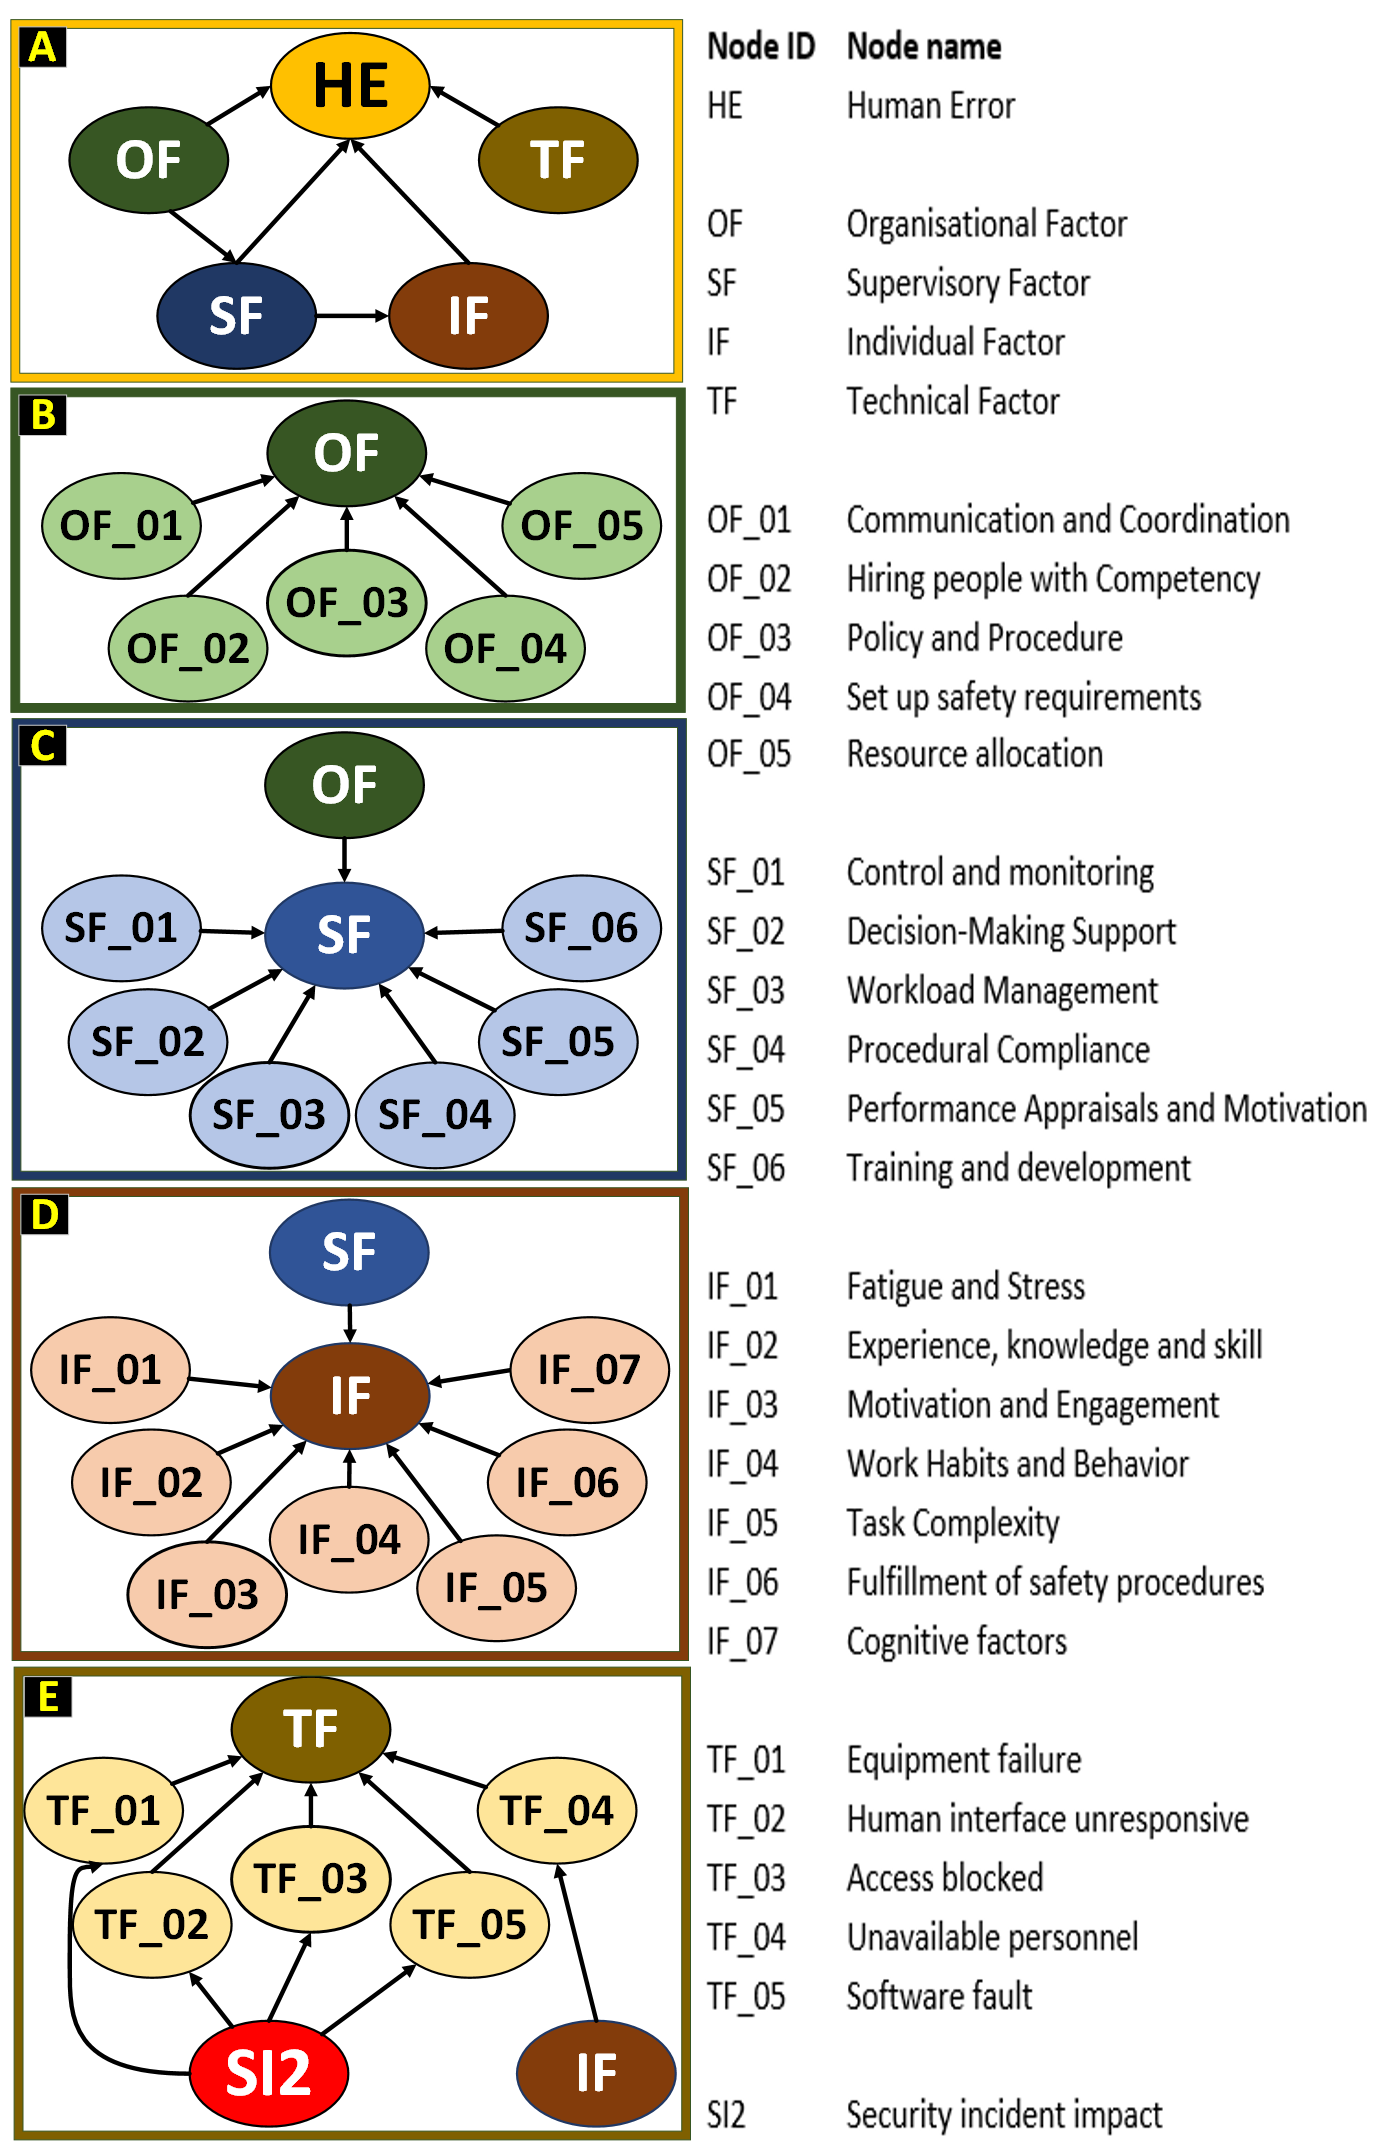 A
HE
OF
TF
SF
IF
B
OF
OF_01
OF_05
OF_03
OF_02
OF_04
C
OF
SF_01
SF
SF_06
SF_02
SF_05
SF_03
SF_04
D
SF
IF_01
IF_07
IF
IF_02
IF_06
IF_04
IF_03
IF_05
E
TF
TF_01
TF_04
TF_03
TF_02
TF_05
SI2
IF
Node ID Node name
HE Human Error
OF Organisational Factor
SF Supervisory Factor
IF Individual Factor
TF Technical Factor
OF_01 Communication and Coordination
OF_02 Hiring people with Competency
OF_03 Policy and Procedure
OF_04 Set up safety requirements
OF_05 Resource allocation
SF_01 Control and monitoring
SF_02 Decision-Making Support
SF_03 Workload Management
SF_04 Procedural Compliance
SF_05 Performance Appraisals and Motivation
SF_06 Training and development
IF_01 Fatigue and Stress
IF_02 Experience, knowledge and skill
IF_03 Motivation and Engagement
IF_04 Work Habits and Behavior
IF_05 Task Complexity
IF_06 Fulfillment of safety procedures
IF_07 Cognitive factors
TF_01 Equipment failure
TF_02 Human interface unresponsive
TF_03 Access blocked
TF_04 Unavailable personnel
TF_05 Software fault
SI2 Security incident impact